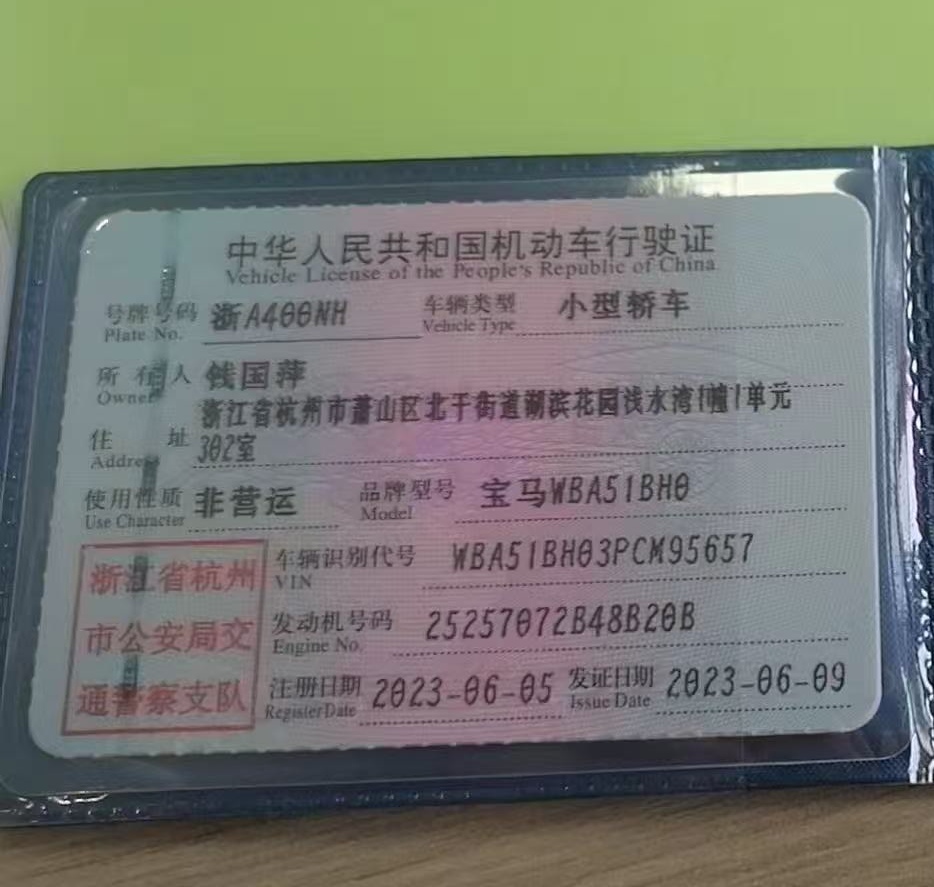 中华人民共和国机动车行驶证
Vehicle License of the People's Republic of China
号牌号码 浙A400NH 车辆类型 小型轿车
Plate No. Vehicle Type
所有人 钱国萍
Owner
浙江省杭州市萧山区北干街道湖滨花园浅水湾1幢1单元
住址 302室
Address
使用性质 非营运 品牌型号 宝马WBA51BH0
Use Character Model
浙江省杭州 车辆识别代号 WBA51BH03PCM95657
VIN
市公安局交 发动机号码 25257072B48B20B
Engine No.
通警察支队 注册日期 2023-06-05 发证日期 2023-06-09
Register Date Issue Date